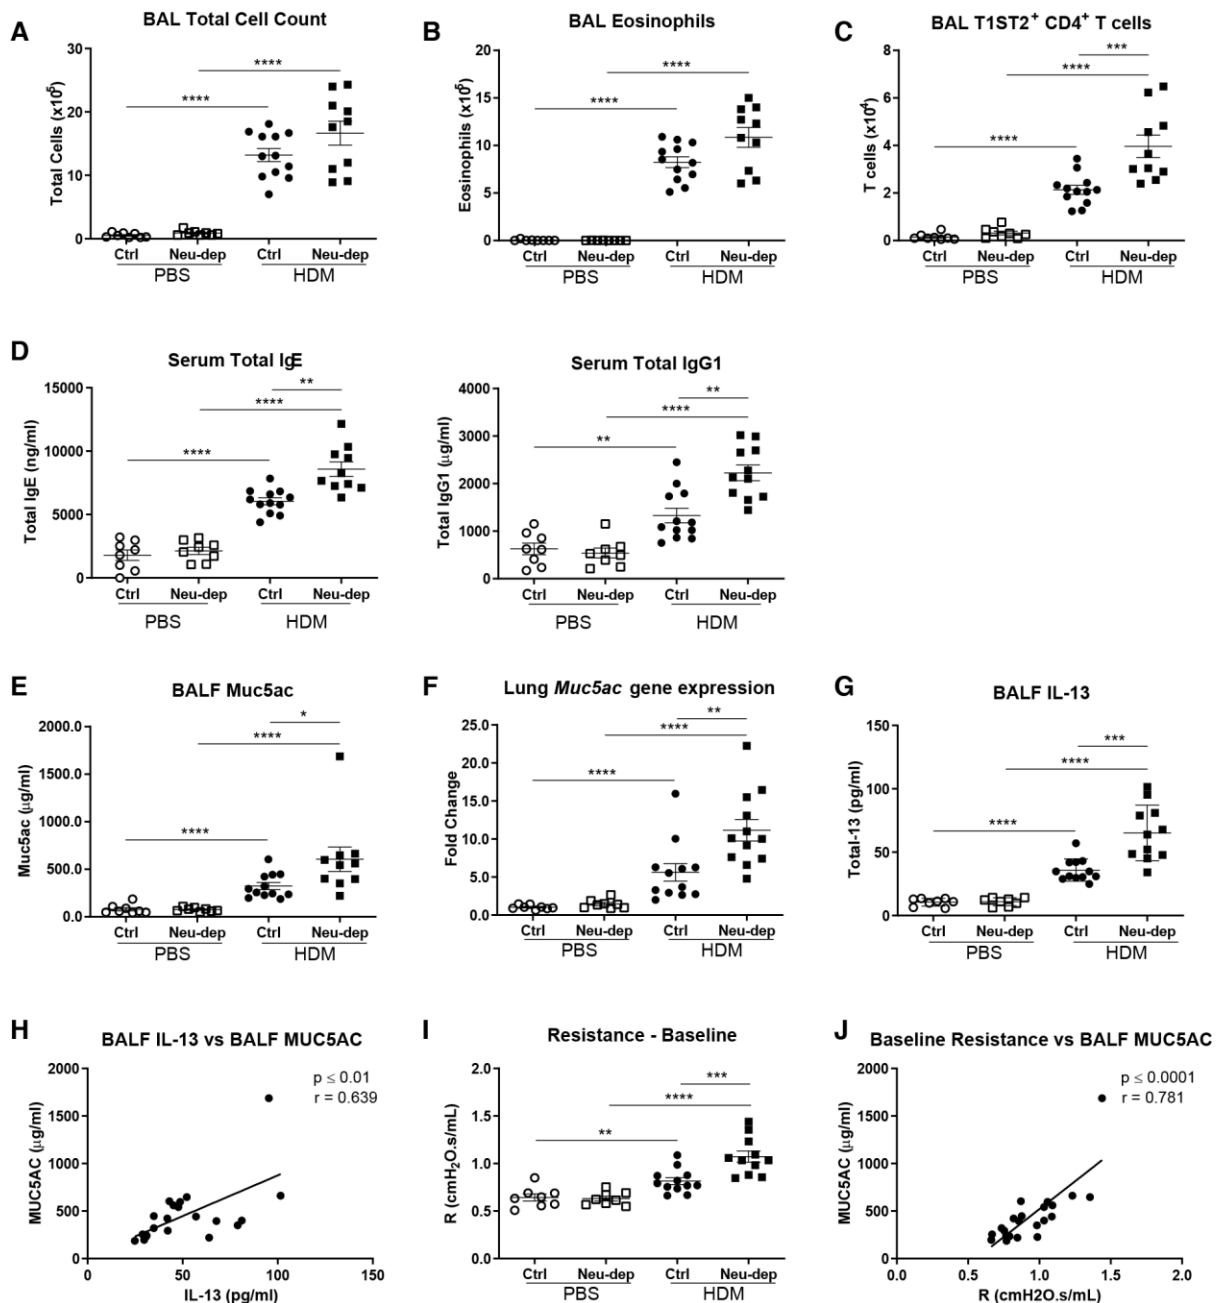 A
BAL Total Cell Count
Total Cells (x10⁵)
30
20
10
0
****
****
Ctrl Neu-dep Ctrl Neu-dep
PBS HDM
B
BAL Eosinophils
Eosinophils (x10⁵)
20
15
10
5
0
****
****
Ctrl Neu-dep Ctrl Neu-dep
PBS HDM
C
BAL T1ST2⁺ CD4⁺ T cells
T cells (x10⁴)
8
6
4
2
0
***
****
****
Ctrl Neu-dep Ctrl Neu-dep
PBS HDM
D
Serum Total IgE
Total IgE (ng/ml)
15000
10000
5000
0
**
****
****
Ctrl Neu-dep Ctrl Neu-dep
PBS HDM
Serum Total IgG1
Total IgG1 (μg/ml)
4000
3000
2000
1000
0
**
****
**
Ctrl Neu-dep Ctrl Neu-dep
PBS HDM
E
BALF Muc5ac
Muc5ac (μg/ml)
2000.0
1500.0
1000.0
500.0
0.0
*
****
****
Ctrl Neu-dep Ctrl Neu-dep
PBS HDM
F
Lung Muc5ac gene expression
Fold Change
25.0
20.0
15.0
10.0
5.0
0.0
**
****
****
Ctrl Neu-dep Ctrl Neu-dep
PBS HDM
G
BALF IL-13
Total-13 (pg/ml)
150
100
50
0
***
****
****
Ctrl Neu-dep Ctrl Neu-dep
PBS HDM
H
BALF IL-13 vs BALF MUC5AC
MUC5AC (μg/ml)
2000
1500
1000
500
0
p ≤ 0.01
r = 0.639
0 50 100 150
IL-13 (pg/ml)
I
Resistance - Baseline
R (cmH₂O.s/mL)
2.0
1.5
1.0
0.5
0.0
***
****
**
Ctrl Neu-dep Ctrl Neu-dep
PBS HDM
J
Baseline Resistance vs BALF MUC5AC
MUC5AC (μg/ml)
2000
1500
1000
500
0
p ≤ 0.0001
r = 0.781
0.0 0.5 1.0 1.5 2.0
R (cmH2O.s/mL)